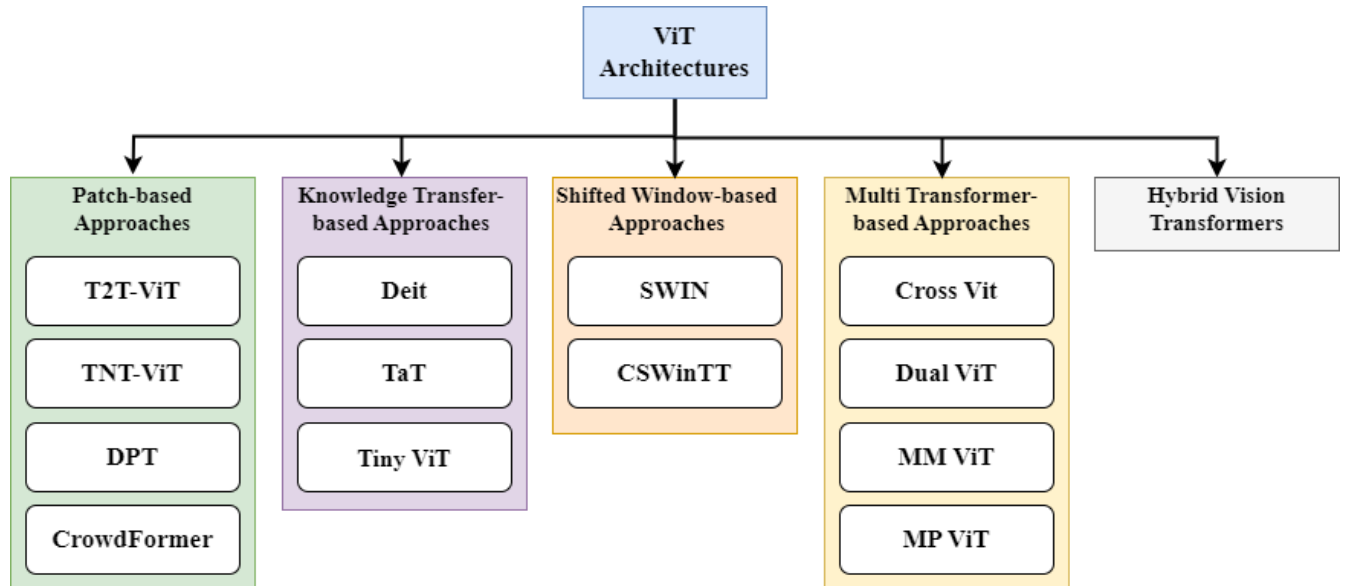 ViT
Architectures
Patch-based
Approaches
T2T-ViT
TNT-ViT
DPT
CrowdFormer
Knowledge Transfer-
based Approaches
Deit
TaT
Tiny ViT
Shifted Window-based
Approaches
SWIN
CSWinTT
Multi Transformer-
based Approaches
Cross Vit
Dual ViT
MM ViT
MP ViT
Hybrid Vision
Transformers